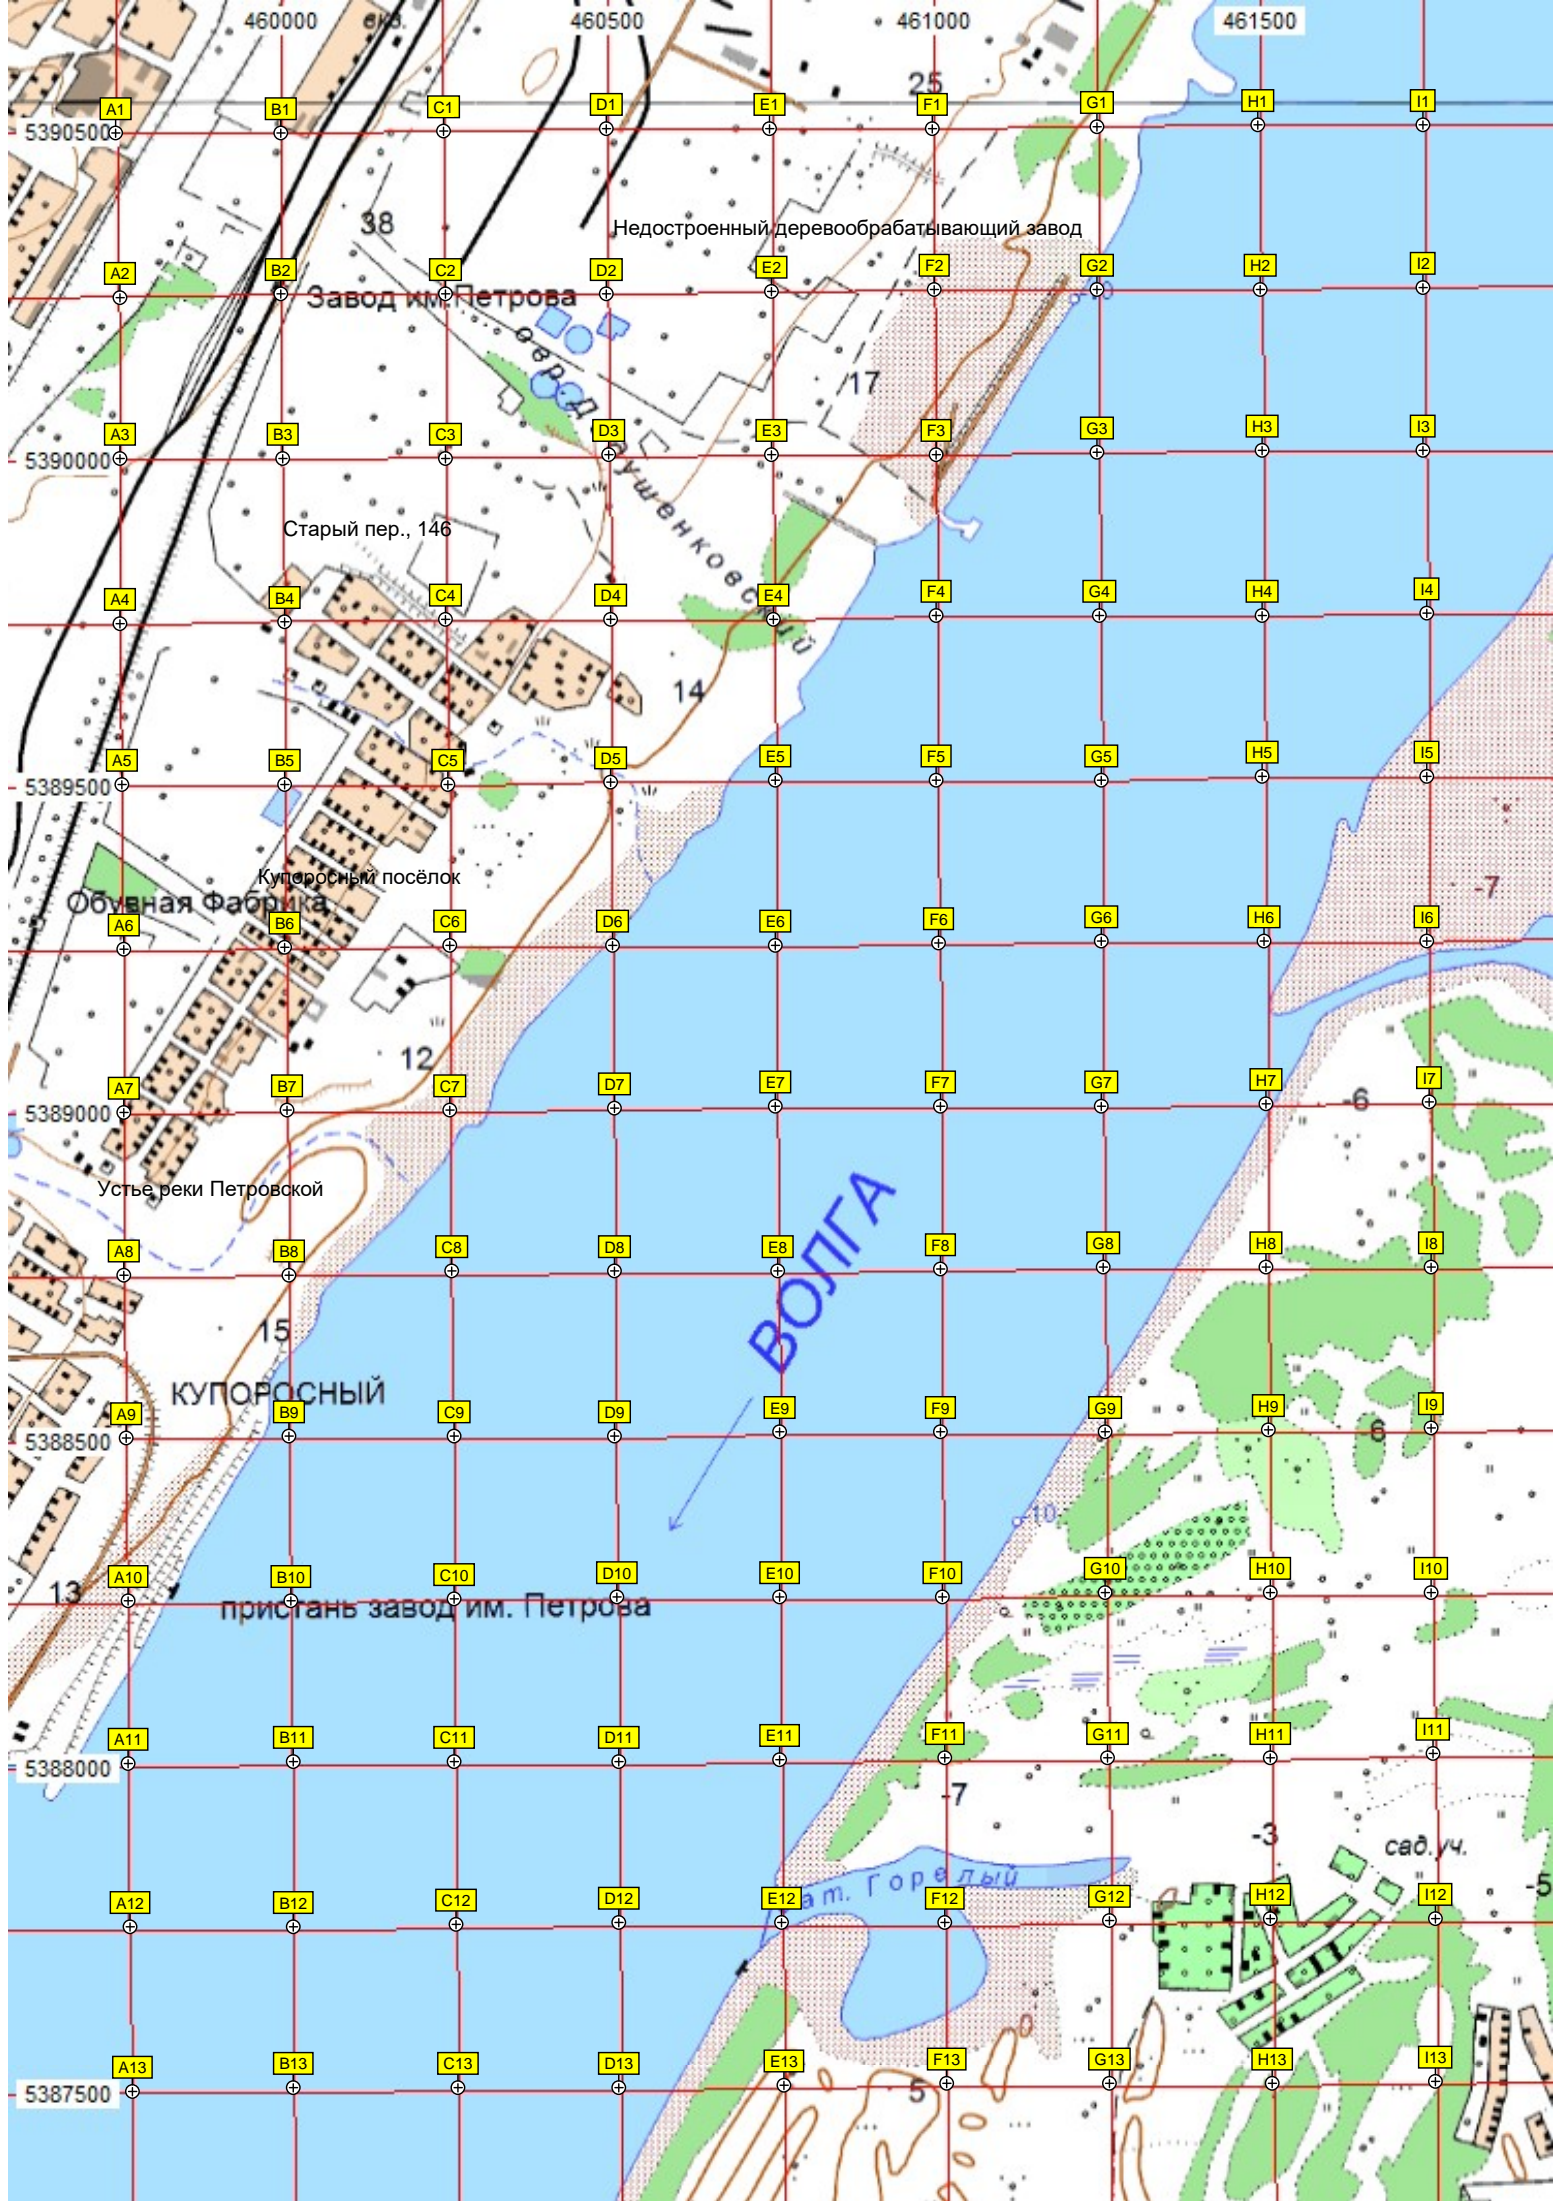 460000 екз. 460500 461000 461500
25
A1 B1 C1 D1 E1 F1 G1 H1 I1
5390500
38
Недостроенный деревообрабатывающий завод
A2 B2 C2 D2 E2 F2 G2 H2 I2
Завод им.Петрова
-10
17
A3 B3 C3 D3 E3 F3 G3 H3 I3
5390000
Старый пер., 146
A4 B4 C4 D4 E4 F4 G4 H4 I4
14
A5 B5 C5 D5 E5 F5 G5 H5 I5
5389500
Купоросный посёлок
-7
Обувная Фабрика
A6 B6 C6 D6 E6 F6 G6 H6 I6
12
A7 B7 C7 D7 E7 F7 G7 H7 I7
5389000
-6
Устье реки Петровской
A8 B8 C8 D8 E8 F8 G8 H8 I8
ВОЛГА
15
КУПОРОСНЫЙ
A9 B9 C9 D9 E9 F9 G9 H9 I9
5388500
-6
-10
A10 B10 C10 D10 E10 F10 G10 H10 I10
13
пристань завод им. Петрова
A11 B11 C11 D11 E11 F11 G11 H11 I11
5388000
-7
-3
сад.уч.
зат. Горелый
-5
A12 B12 C12 D12 E12 F12 G12 H12 I12
A13 B13 C13 D13 E13 F13 G13 H13 I13
5387500
5